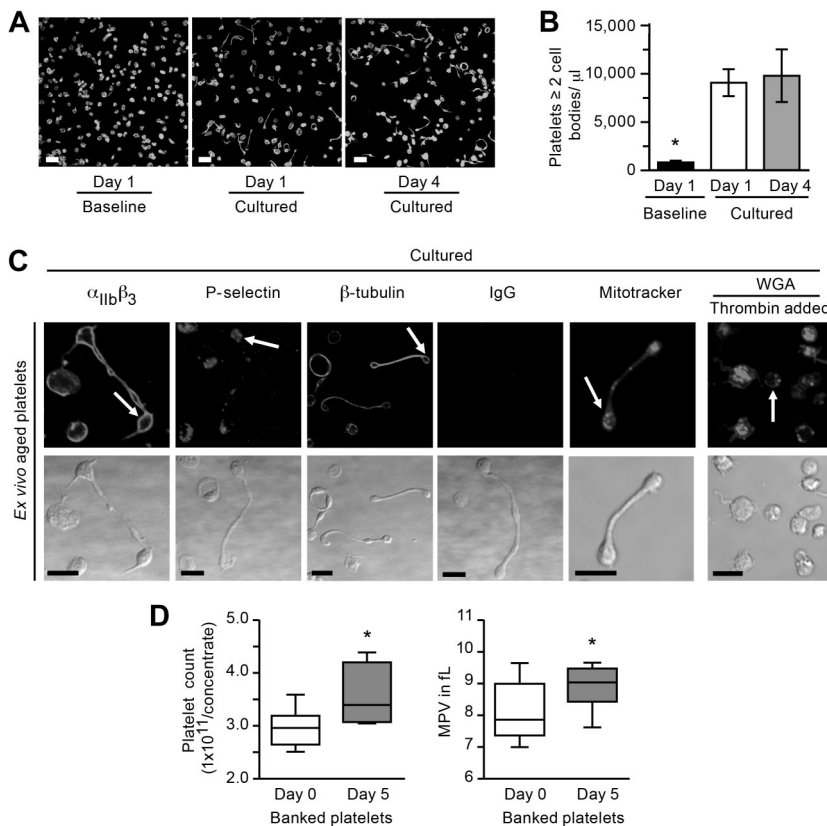 A
Day 1
Baseline
Day 1
Cultured
Day 4
Cultured
B
Platelets ≥ 2 cell
bodies/ μl
15,000
10,000
5,000
0
*
Day 1
Day 1
Day 4
Baseline
Cultured
C
Cultured
αIIbβ3
P-selectin
β-tubulin
IgG
Mitotracker
WGA
Thrombin added
Ex vivo aged platelets
D
Platelet count
(1x10¹¹/concentrate)
5.0
4.0
3.0
2.0
*
Day 0
Day 5
Banked platelets
MPV in fL
11
10
9
8
7
6
*
Day 0
Day 5
Banked platelets